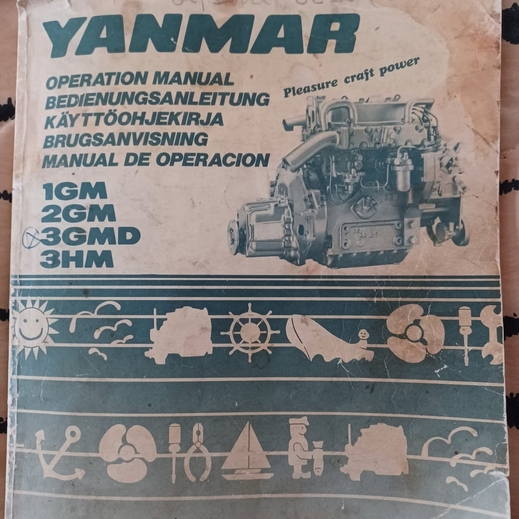 YANMAR
OPERATION MANUAL
BEDIENUNGSANLEITUNG
KÄYTTÖOHJEKIRJA
BRUGSANVISNING
MANUAL DE OPERACION
Pleasure craft power
1GM
2GM
3GMD
3HM